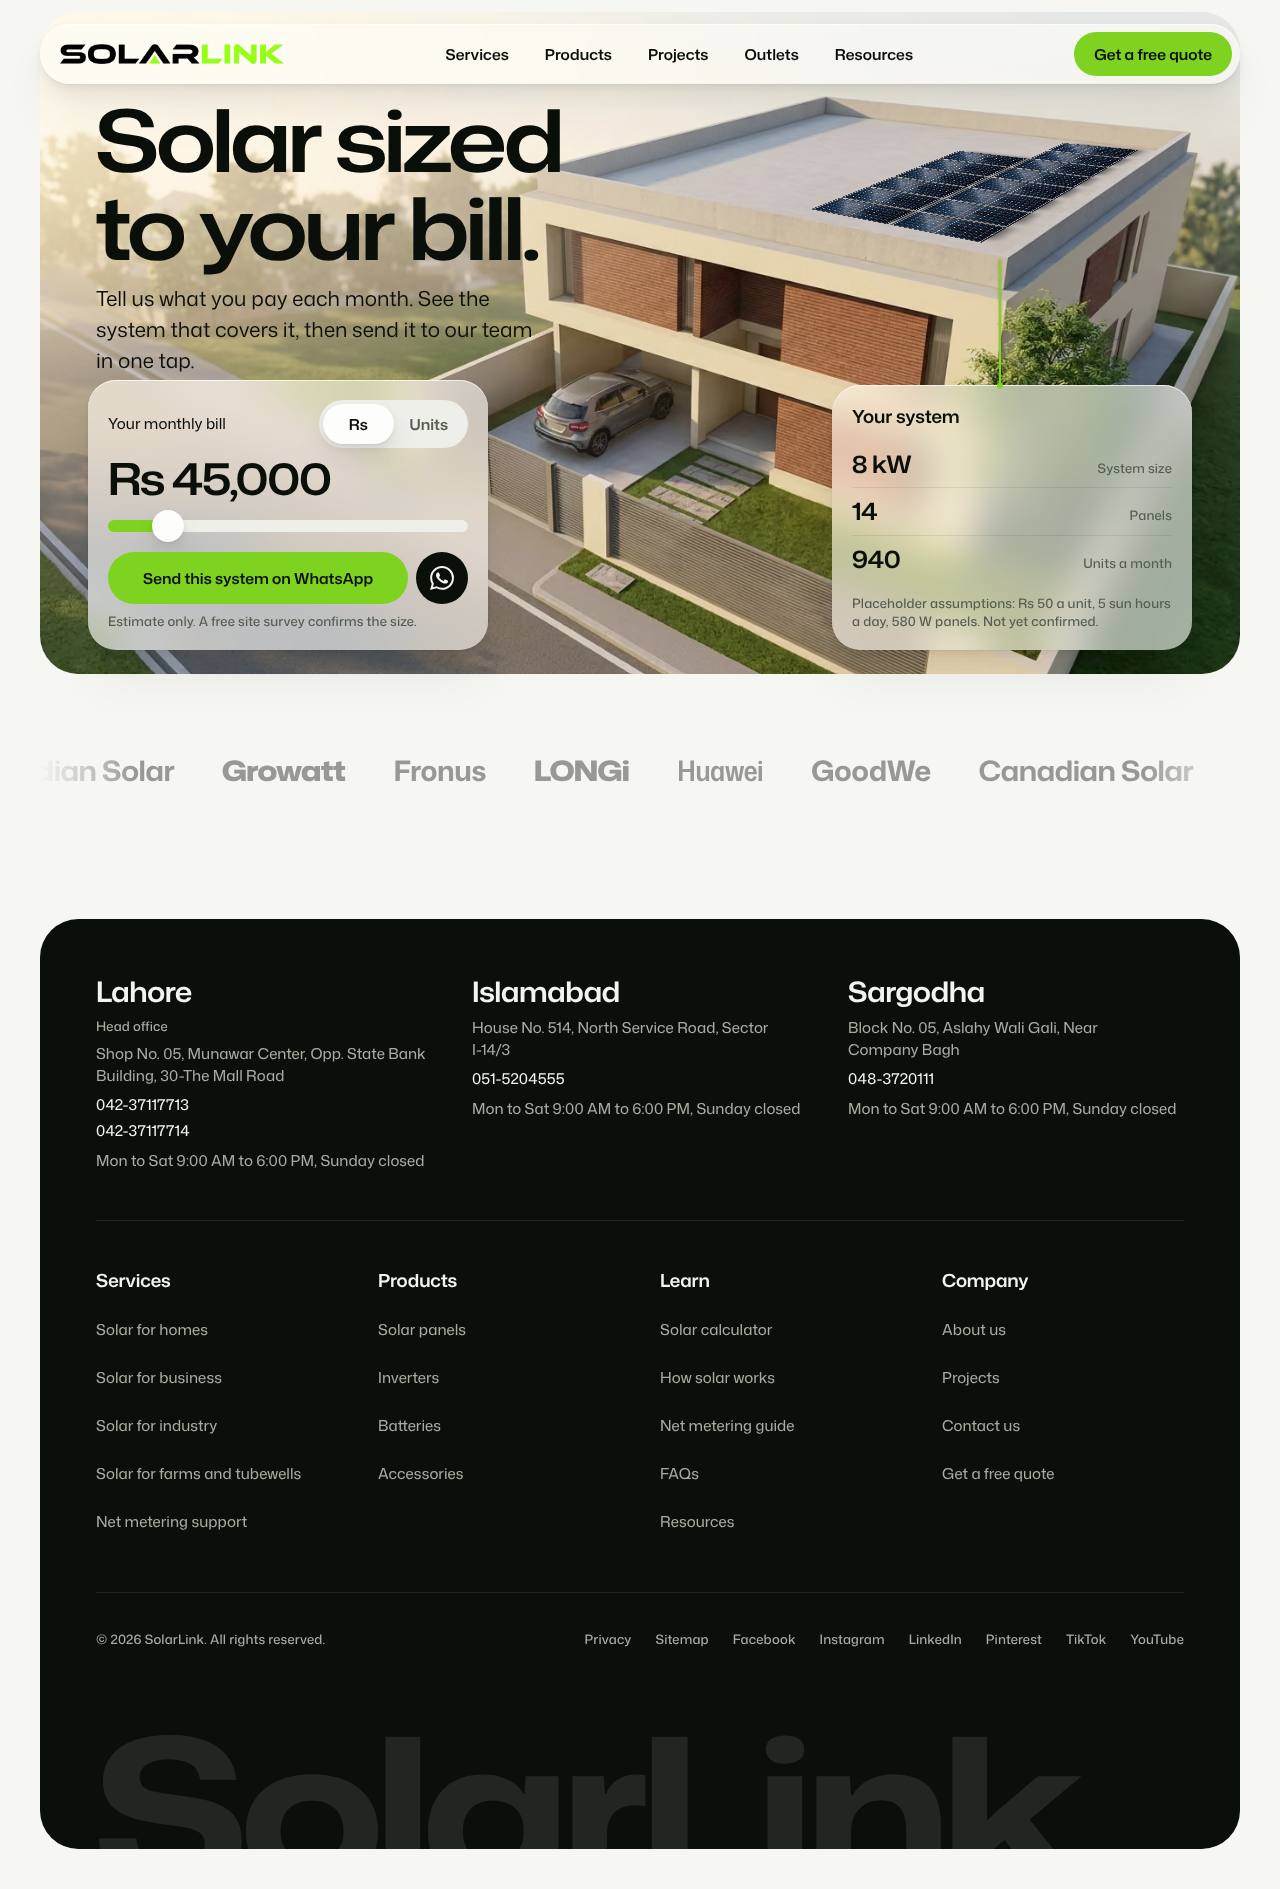 SOLARLINK
Services
Products
Projects
Outlets
Resources
Get a free quote
Solar sized
to your bill.
Tell us what you pay each month. See the
system that covers it, then send it to our team
in one tap.
Your monthly bill
Rs
Units
Rs 45,000
Send this system on WhatsApp
Estimate only. A free site survey confirms the size.
Your system
8 kW
System size
14
Panels
940
Units a month
Placeholder assumptions: Rs 50 a unit, 5 sun hours
a day, 580 W panels. Not yet confirmed.
dian Solar
Growatt
Fronus
LONGi
Huawei
GoodWe
Canadian Solar
Lahore
Head office
Shop No. 05, Munawar Center, Opp. State Bank
Building, 30-The Mall Road
042-37117713
042-37117714
Mon to Sat 9:00 AM to 6:00 PM, Sunday closed
Islamabad
House No. 514, North Service Road, Sector
I-14/3
051-5204555
Mon to Sat 9:00 AM to 6:00 PM, Sunday closed
Sargodha
Block No. 05, Aslahy Wali Gali, Near
Company Bagh
048-3720111
Mon to Sat 9:00 AM to 6:00 PM, Sunday closed
Services
Solar for homes
Solar for business
Solar for industry
Solar for farms and tubewells
Net metering support
Products
Solar panels
Inverters
Batteries
Accessories
Learn
Solar calculator
How solar works
Net metering guide
FAQs
Resources
Company
About us
Projects
Contact us
Get a free quote
© 2026 SolarLink. All rights reserved.
Privacy
Sitemap
Facebook
Instagram
LinkedIn
Pinterest
TikTok
YouTube
SolarLink